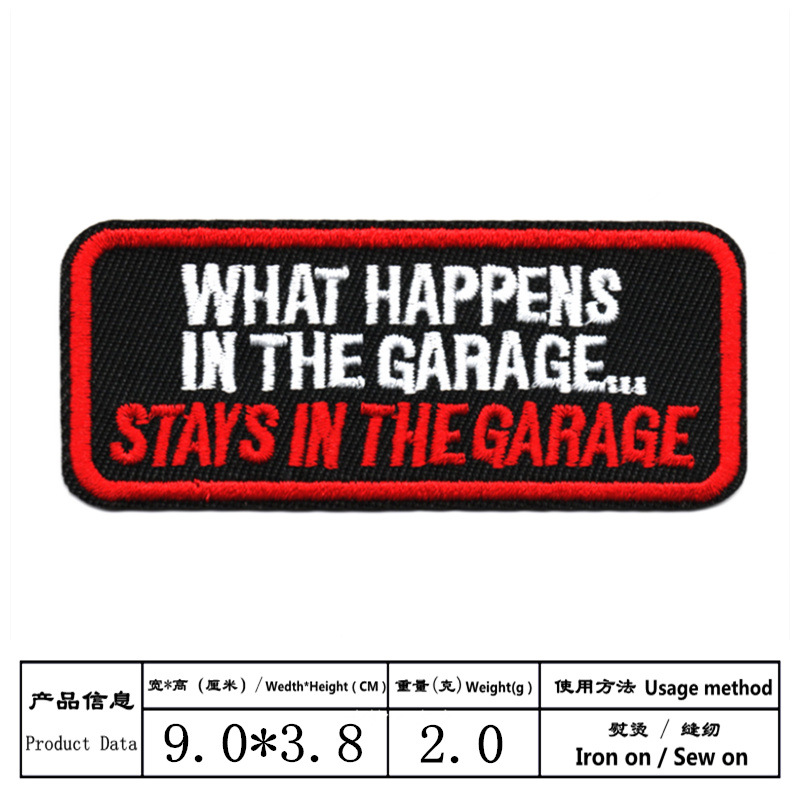 WHAT HAPPENS
IN THE GARAGE...
STAYS IN THE GARAGE
产品信息
Product Data
宽*高（厘米）/Wedth*Height（CM）
重量(克)Weight(g)
使用方法 Usage method
9.0*3.8
2.0
熨烫 / 缝纫
Iron on / Sew on